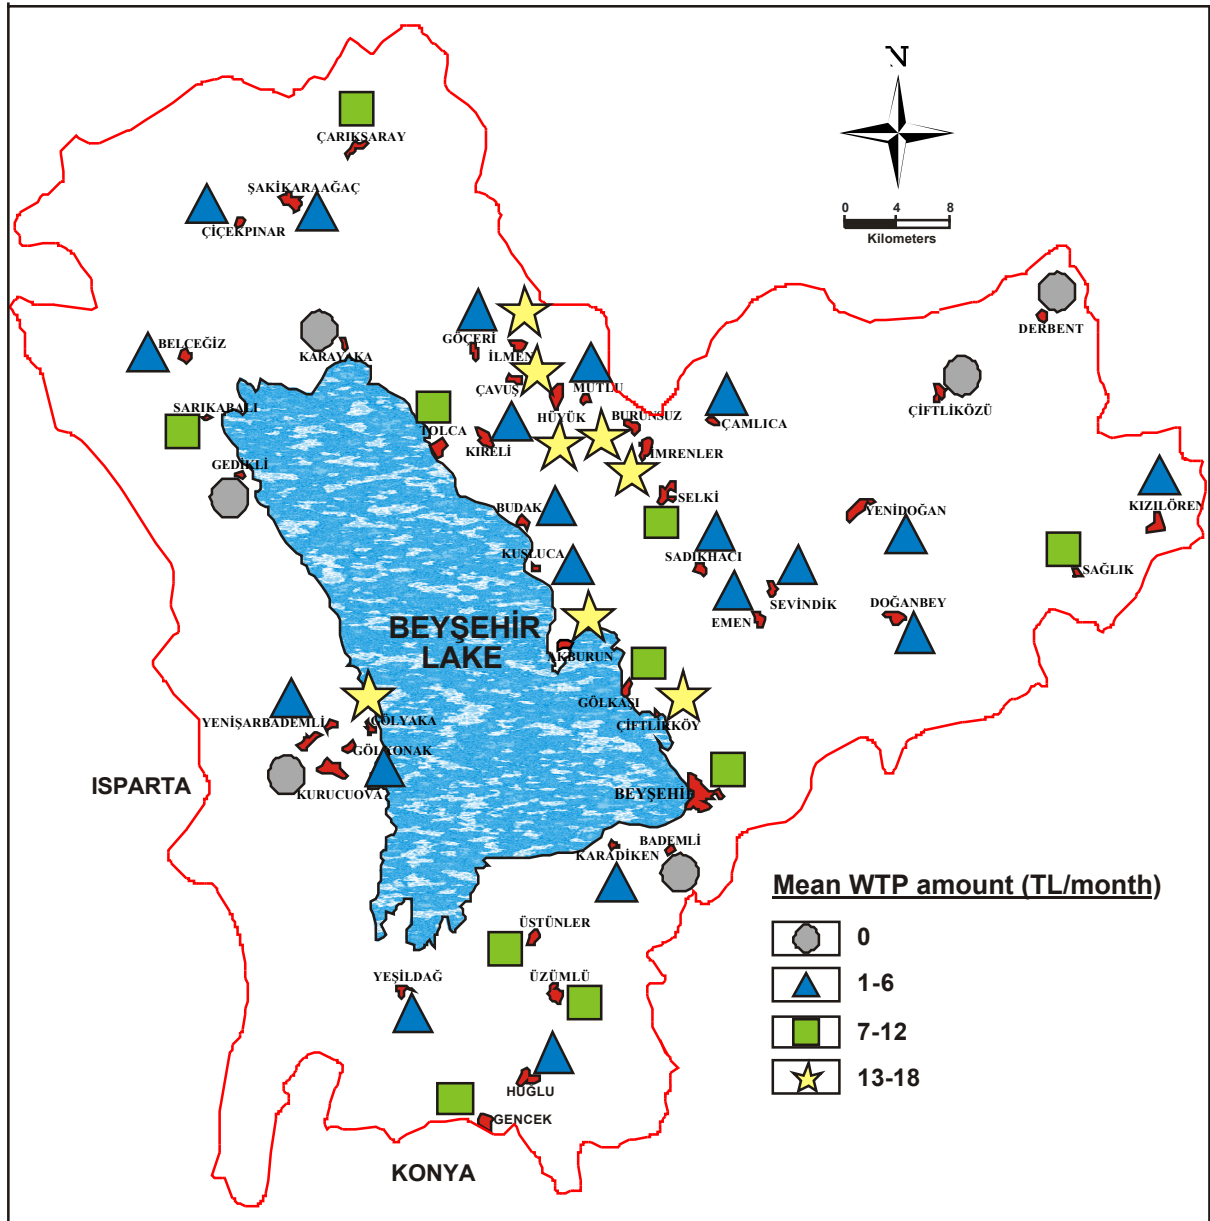 N
ÇARIKSARAY
ŞAKİKARAAĞAÇ
ÇİÇEKPINAR
0 4 8
Kilometers
DERBENT
GÖÇERİ
İLMEN
BELÇEĞİZ
KARAYAKA
ÇAVUŞ
MUTLU
ÇİFTLİKÖZÜ
SARIKABALI
HÜYÜK
BURUNSUZ
ÇAMLICA
TOLCA
KIRELİ
İMRENLER
GEDİKLİ
SELKİ
KIZILÖREN
BUDAK
YENİDOĞAN
KUŞLUCA
SADIKHACI
SAĞLIK
SEVİNDİK
DOĞANBEY
EMEN
BEYŞEHİR
LAKE
AKBURUN
GÖLKAŞI
YENİŞARBADEMLİ
GÖLYAKA
ÇİFTLİKKÖY
GÖLKONAK
ISPARTA
KURUCUOVA
BEYŞEHİR
BADEMLİ
KARADİKEN
Mean WTP amount (TL/month)
0
1-6
7-12
13-18
ÜSTÜNLER
YEŞİLDAĞ
ÜZÜMLÜ
HUĞLU
GENCEK
KONYA